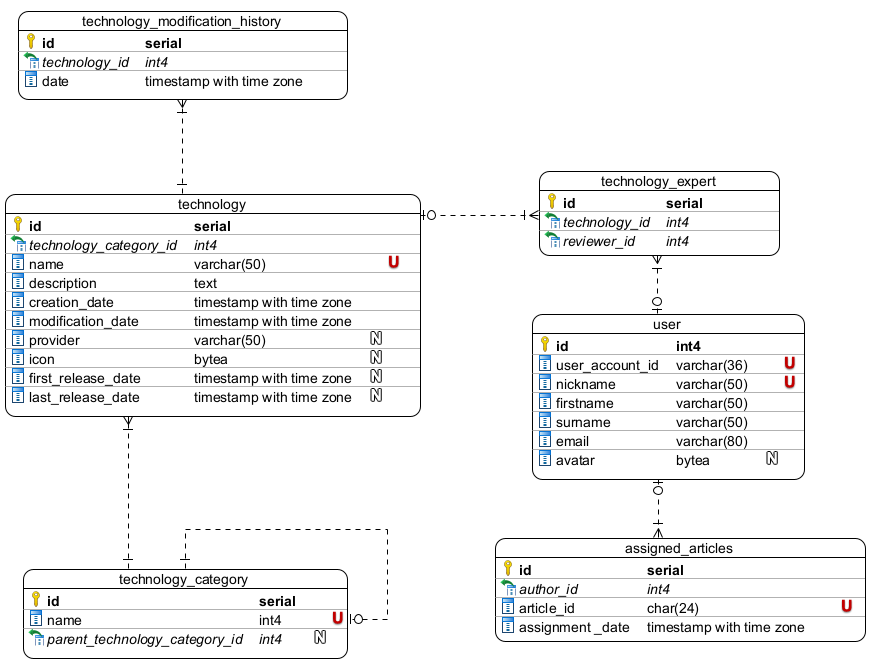 technology_modification_history
id serial
technology_id int4
date timestamp with time zone
technology
id serial
technology_category_id int4
name varchar(50) U
description text
creation_date timestamp with time zone
modification_date timestamp with time zone
provider varchar(50) N
icon bytea N
first_release_date timestamp with time zone N
last_release_date timestamp with time zone N
technology_expert
id serial
technology_id int4
reviewer_id int4
user
id int4
user_account_id varchar(36) U
nickname varchar(50) U
firstname varchar(50)
surname varchar(50)
email varchar(80)
avatar bytea N
technology_category
id serial
name int4 U
parent_technology_category_id int4 N
assigned_articles
id serial
author_id int4
article_id char(24) U
assignment _date timestamp with time zone